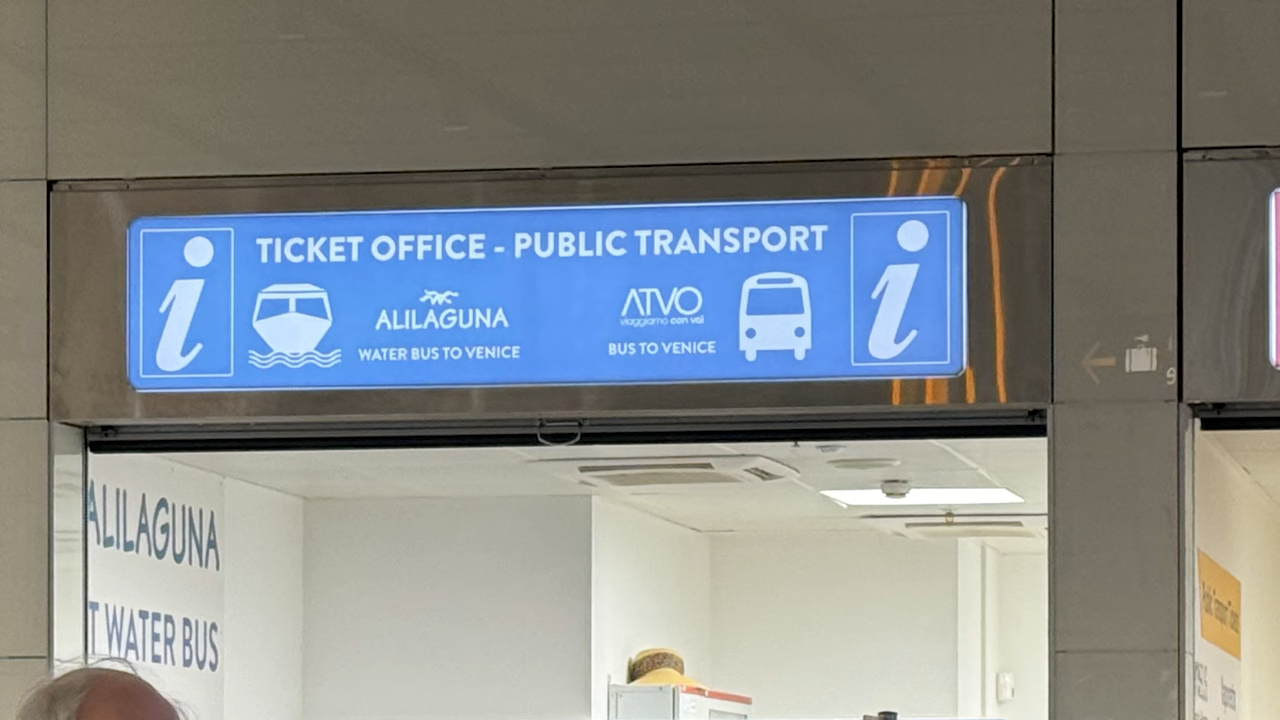 TICKET OFFICE - PUBLIC TRANSPORT
ALILAGUNA
WATER BUS TO VENICE
ATVO
viaggiamo con voi
BUS TO VENICE
ALILAGUNA
T WATER BUS